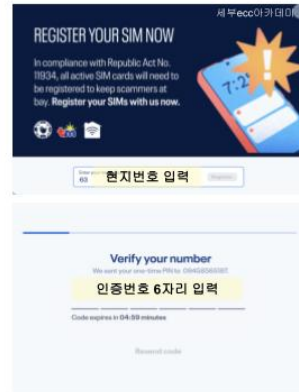 세부ecc아카데미
REGISTER YOUR SIM NOW
In compliance with Republic Act No.
11934, all active SIM cards will need to
be registered to keep scammers at
bay. Register your SIMs with us now.
7:2
63
현지번호 입력
Verify your number
We sent your one-time PIN to
인증번호 6자리 입력
Code expires in 04:59 minutes
Resend code